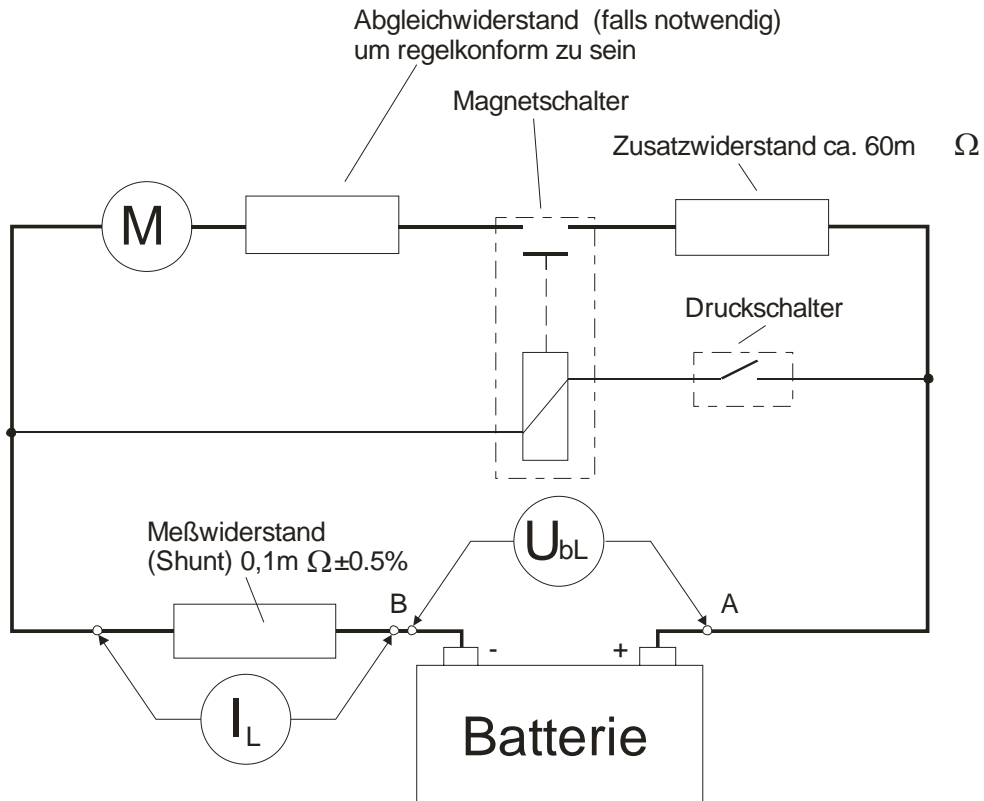 Abgleichwiderstand (falls notwendig)
um regelkonform zu sein
Magnetschalter
Zusatzwiderstand ca. 60m Ω
M
Druckschalter
Meßwiderstand
(Shunt) 0,1m Ω±0.5%
UbL
B
A
- +
IL
Batterie